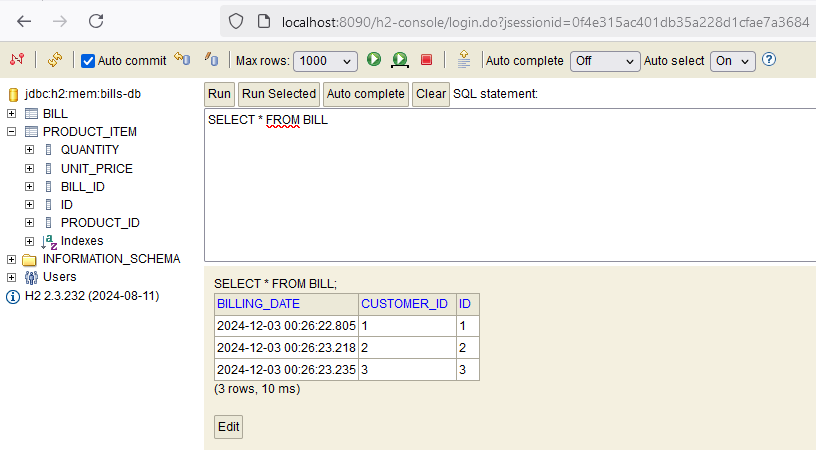 localhost:8090/h2-console/login.do?jsessionid=0f4e315ac401db35a228d1cfae7a3684
Auto commit Max rows: 1000 Auto complete Off Auto select On
jdbc:h2:mem:bills-db
BILL
PRODUCT_ITEM
QUANTITY
UNIT_PRICE
BILL_ID
ID
PRODUCT_ID
Indexes
INFORMATION_SCHEMA
Users
H2 2.3.232 (2024-08-11)
Run Run Selected Auto complete Clear SQL statement:
SELECT * FROM BILL
SELECT * FROM BILL;
BILLING_DATE CUSTOMER_ID ID
2024-12-03 00:26:22.805 1 1
2024-12-03 00:26:23.218 2 2
2024-12-03 00:26:23.235 3 3
(3 rows, 10 ms)
Edit